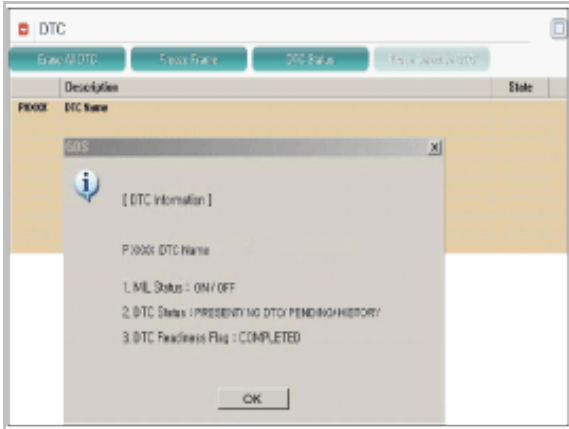 DTC
Erase All DTC Freeze Frame DTC Status
Description State
PXXXX DTC Name
GDS
[ DTC Information ]
PXXXX DTC Name
1. MIL Status : ON / OFF
2. DTC Status : PRESENT/ NO DTC/ PENDING/HISTORY
3. DTC Readiness Flag : COMPLETED
OK